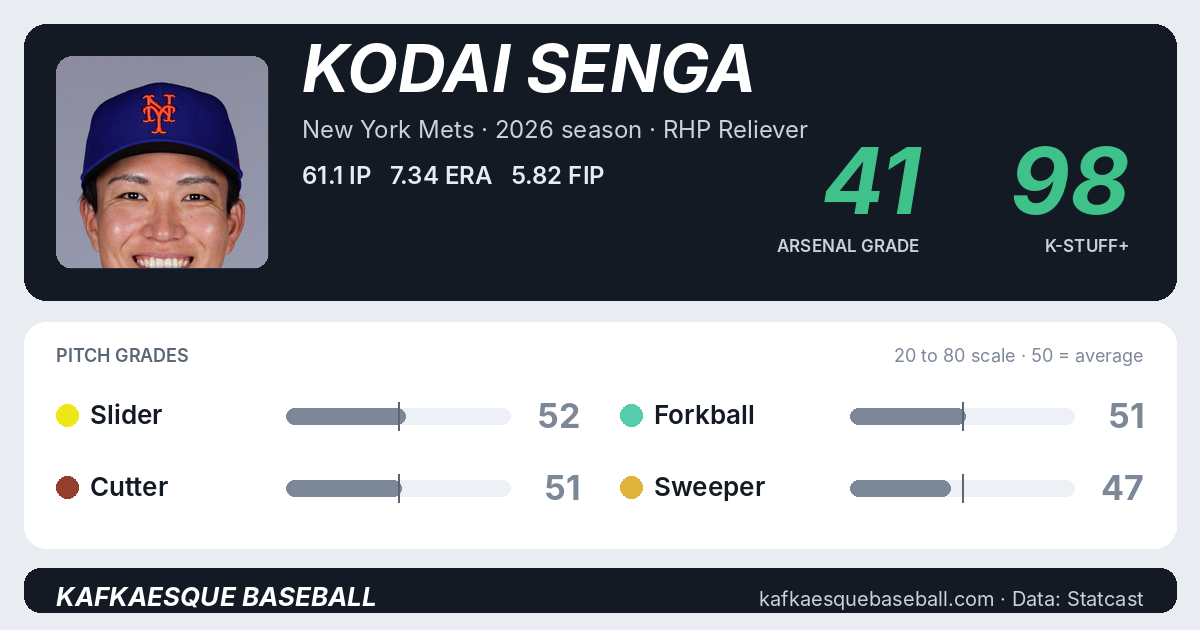 KODAI SENGA
New York Mets · 2026 season · RHP Reliever
61.1 IP 7.34 ERA 5.82 FIP
41 98
ARSENAL GRADE K-STUFF+
PITCH GRADES 20 to 80 scale · 50 = average
Slider 52 Forkball 51
Cutter 51 Sweeper 47
KAFKAESQUE BASEBALL kafkaesquebaseball.com · Data: Statcast